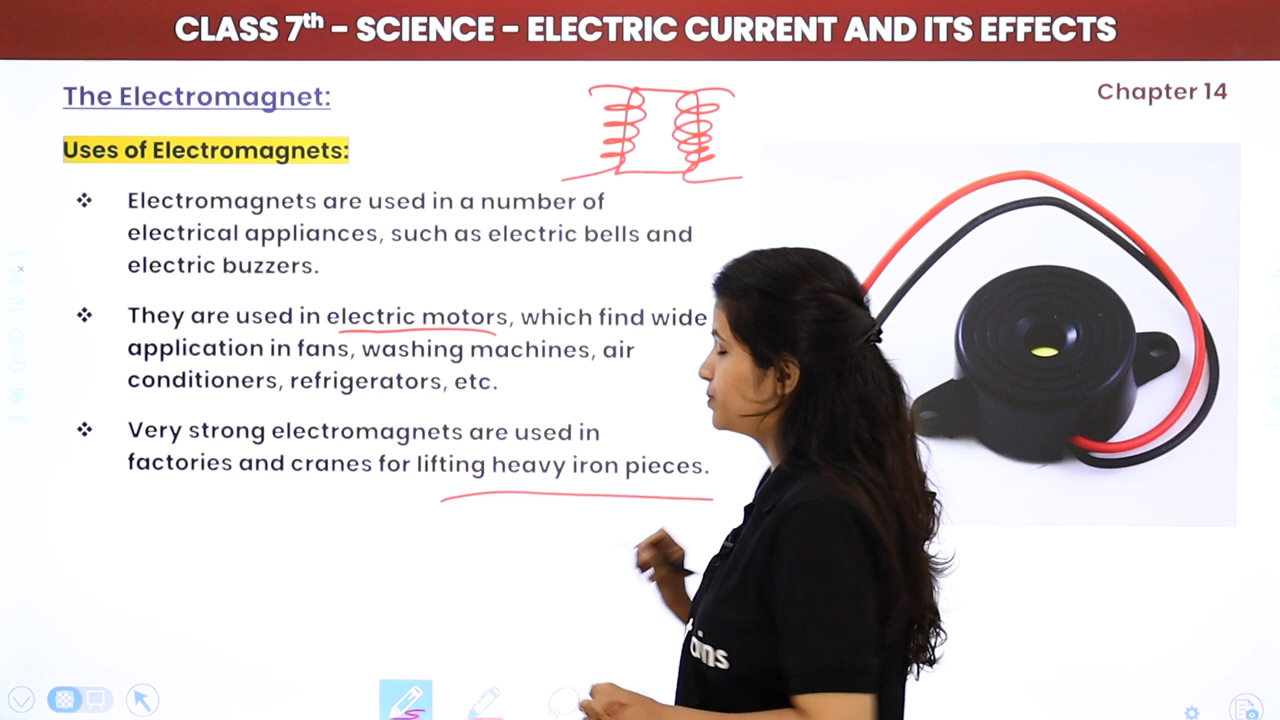 CLASS 7th - SCIENCE - ELECTRIC CURRENT AND ITS EFFECTS
The Electromagnet:
Chapter 14
Uses of Electromagnets:
❖ Electromagnets are used in a number of
electrical appliances, such as electric bells and
electric buzzers.
❖ They are used in electric motors, which find wide
application in fans, washing machines, air
conditioners, refrigerators, etc.
❖ Very strong electromagnets are used in
factories and cranes for lifting heavy iron pieces.